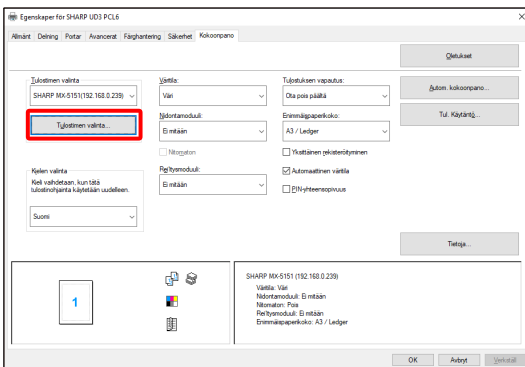 Egenskaper för SHARP UD3 PCL6
Allmänt Delning Portar Avancerat Färghantering Säkerhet Kokoonpano
Oletukset
Tulostimen valinta
SHARP MX-5151(192.168.0.239)
Tulostimen valinta...
Värtila:
Väri
Tulostuksen vapautus:
Ota pois päältä
Autom. kokoonpano...
Nidontamoduuli:
Ei mitään
Enimmäispaperikoko:
A3 / Ledger
Tul. Käytäntö...
Nitomaton
Yksittäinen rekisteröityminen
Kielen valinta
Kieli vaihdetaan, kun tätä
tulostinohjainta käytetään uudelleen.
Suomi
Rei'itysmoduuli:
Ei mitään
Automaattinen väritila
PIN-yhteensopivuus
Tietoja...
1
SHARP MX-5151 (192.168.0.239)
Väritila: Väri
Nidontamoduuli: Ei mitään
Nitomaton: Pois
Rei'itysmoduuli: Ei mitään
Enimmäispaperikoko: A3 / Ledger
OK Avbryt Verkställ